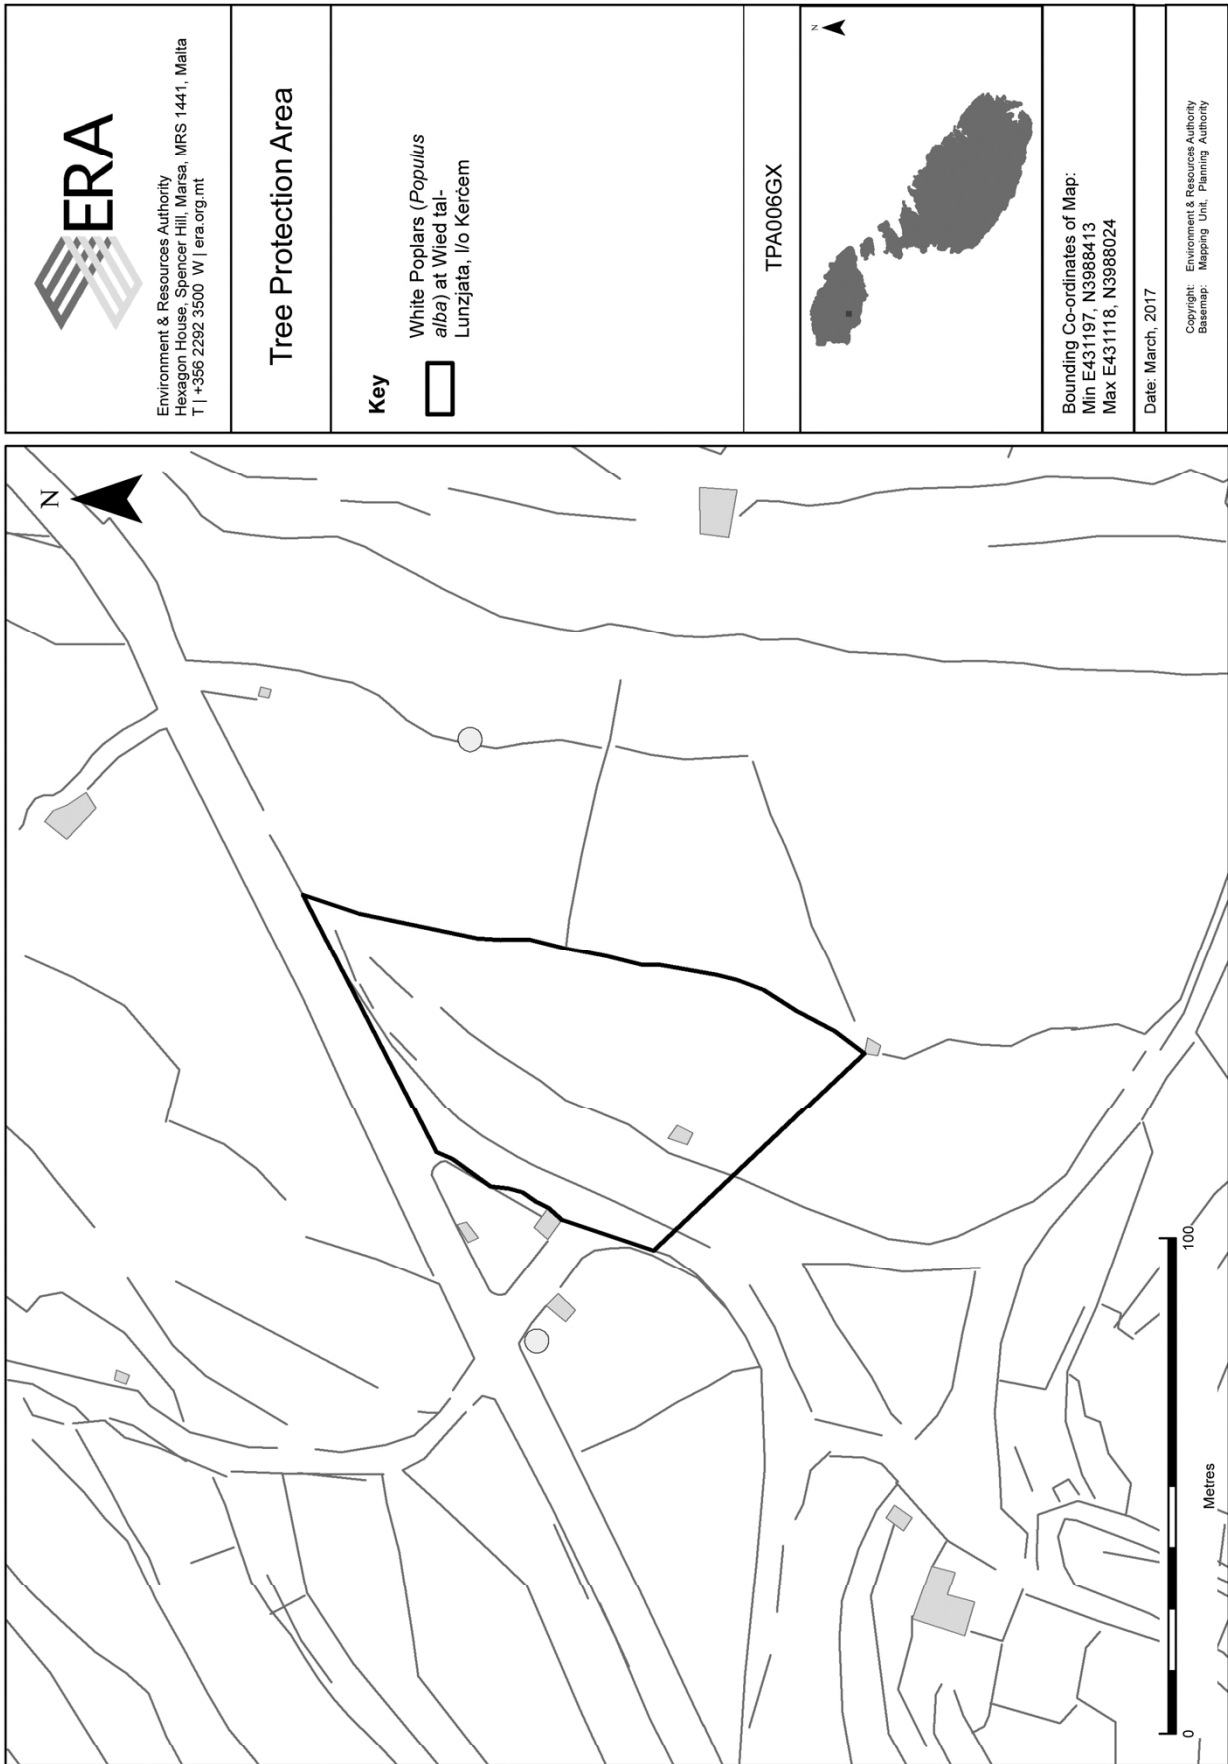 ERA
Environment & Resources Authority
Hexagon House, Spencer Hill, Marsa, MRS 1441, Malta
T | +356 2292 3500 W | era.org.mt
Tree Protection Area
Key
White Poplars (Populus
alba) at Wied tal-
Lunzjata, l/o Kerċem
TPA006GX
N
Bounding Co-ordinates of Map:
Min E431197, N3988413
Max E431118, N3988024
Date: March, 2017
Copyright: Environment & Resources Authority
Basemap: Mapping Unit, Planning Authority
N
0
100
Metres